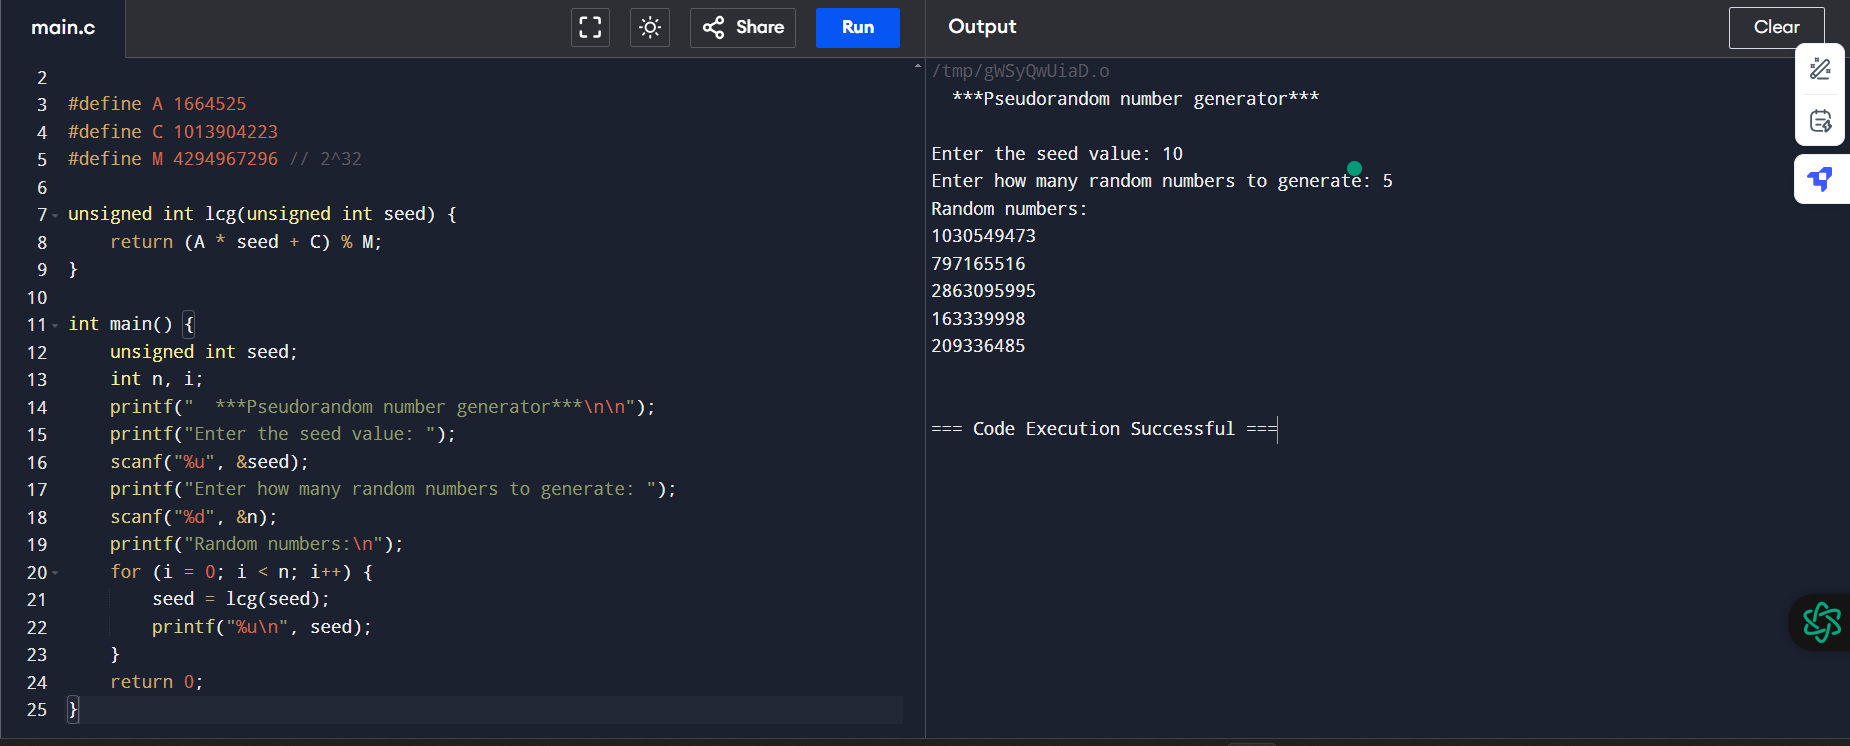 main.c
Share
Run
2
3 #define A 1664525
4 #define C 1013904223
5 #define M 4294967296 // 2^32
6
7 unsigned int lcg(unsigned int seed) {
8     return (A * seed + C) % M;
9 }
10
11 int main() {
12     unsigned int seed;
13     int n, i;
14     printf("  ***Pseudorandom number generator***\n\n");
15     printf("Enter the seed value: ");
16     scanf("%u", &seed);
17     printf("Enter how many random numbers to generate: ");
18     scanf("%d", &n);
19     printf("Random numbers:\n");
20     for (i = 0; i < n; i++) {
21         seed = lcg(seed);
22         printf("%u\n", seed);
23     }
24     return 0;
25 }
Output
Clear
/tmp/gWSyQwUiaD.o
  ***Pseudorandom number generator***
Enter the seed value: 10
Enter how many random numbers to generate: 5
Random numbers:
1030549473
797165516
2863095995
163339998
209336485
=== Code Execution Successful ===